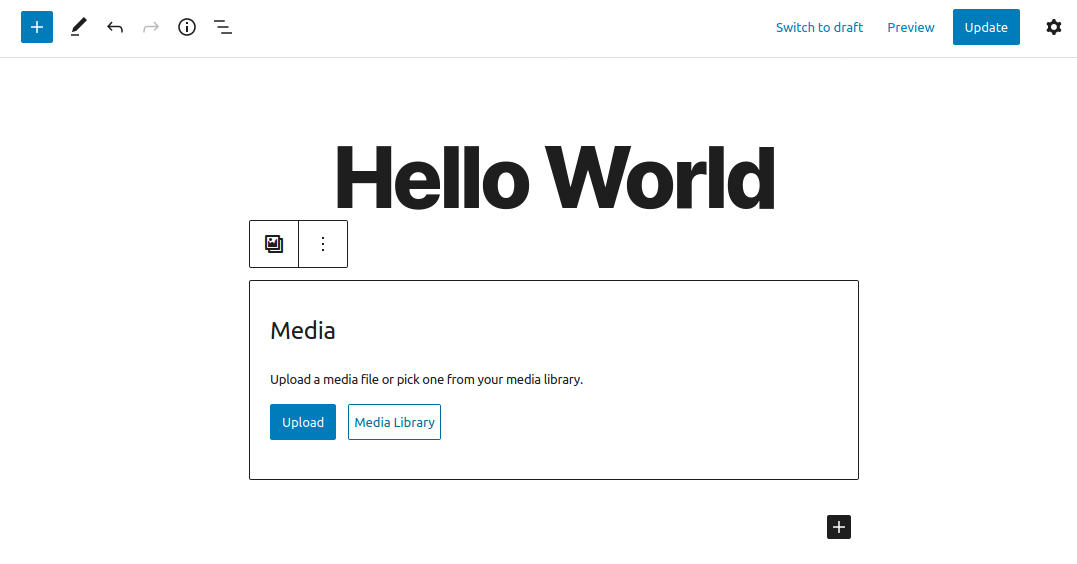 Switch to draft Preview Update
Hello World
Media
Upload a media file or pick one from your media library.
Upload Media Library